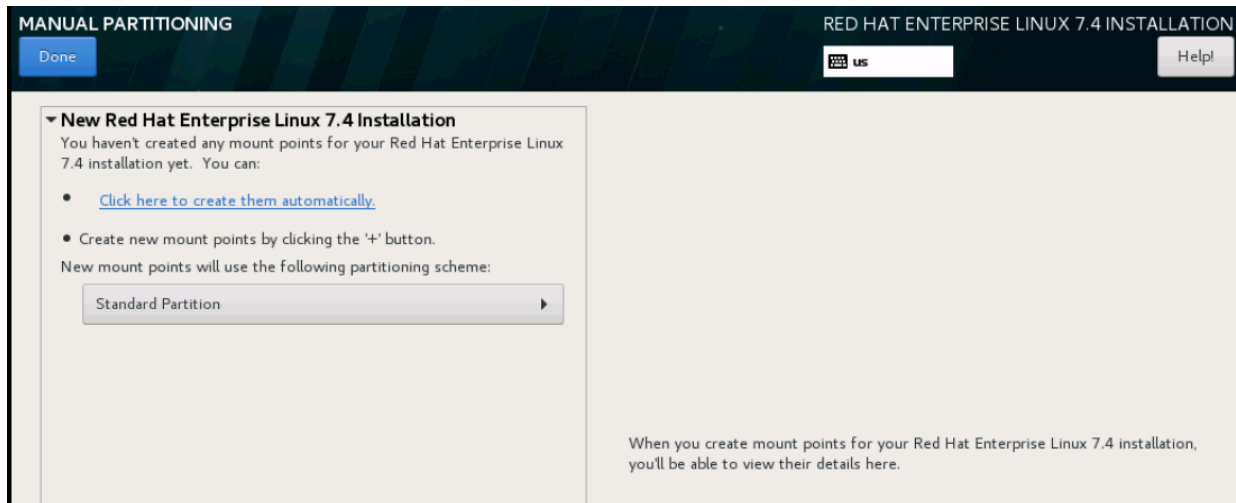 MANUAL PARTITIONING
RED HAT ENTERPRISE LINUX 7.4 INSTALLATION
Done
us
Help!
New Red Hat Enterprise Linux 7.4 Installation
You haven't created any mount points for your Red Hat Enterprise Linux
7.4 installation yet. You can:
• Click here to create them automatically.
• Create new mount points by clicking the '+' button.
New mount points will use the following partitioning scheme:
Standard Partition
When you create mount points for your Red Hat Enterprise Linux 7.4 installation,
you'll be able to view their details here.